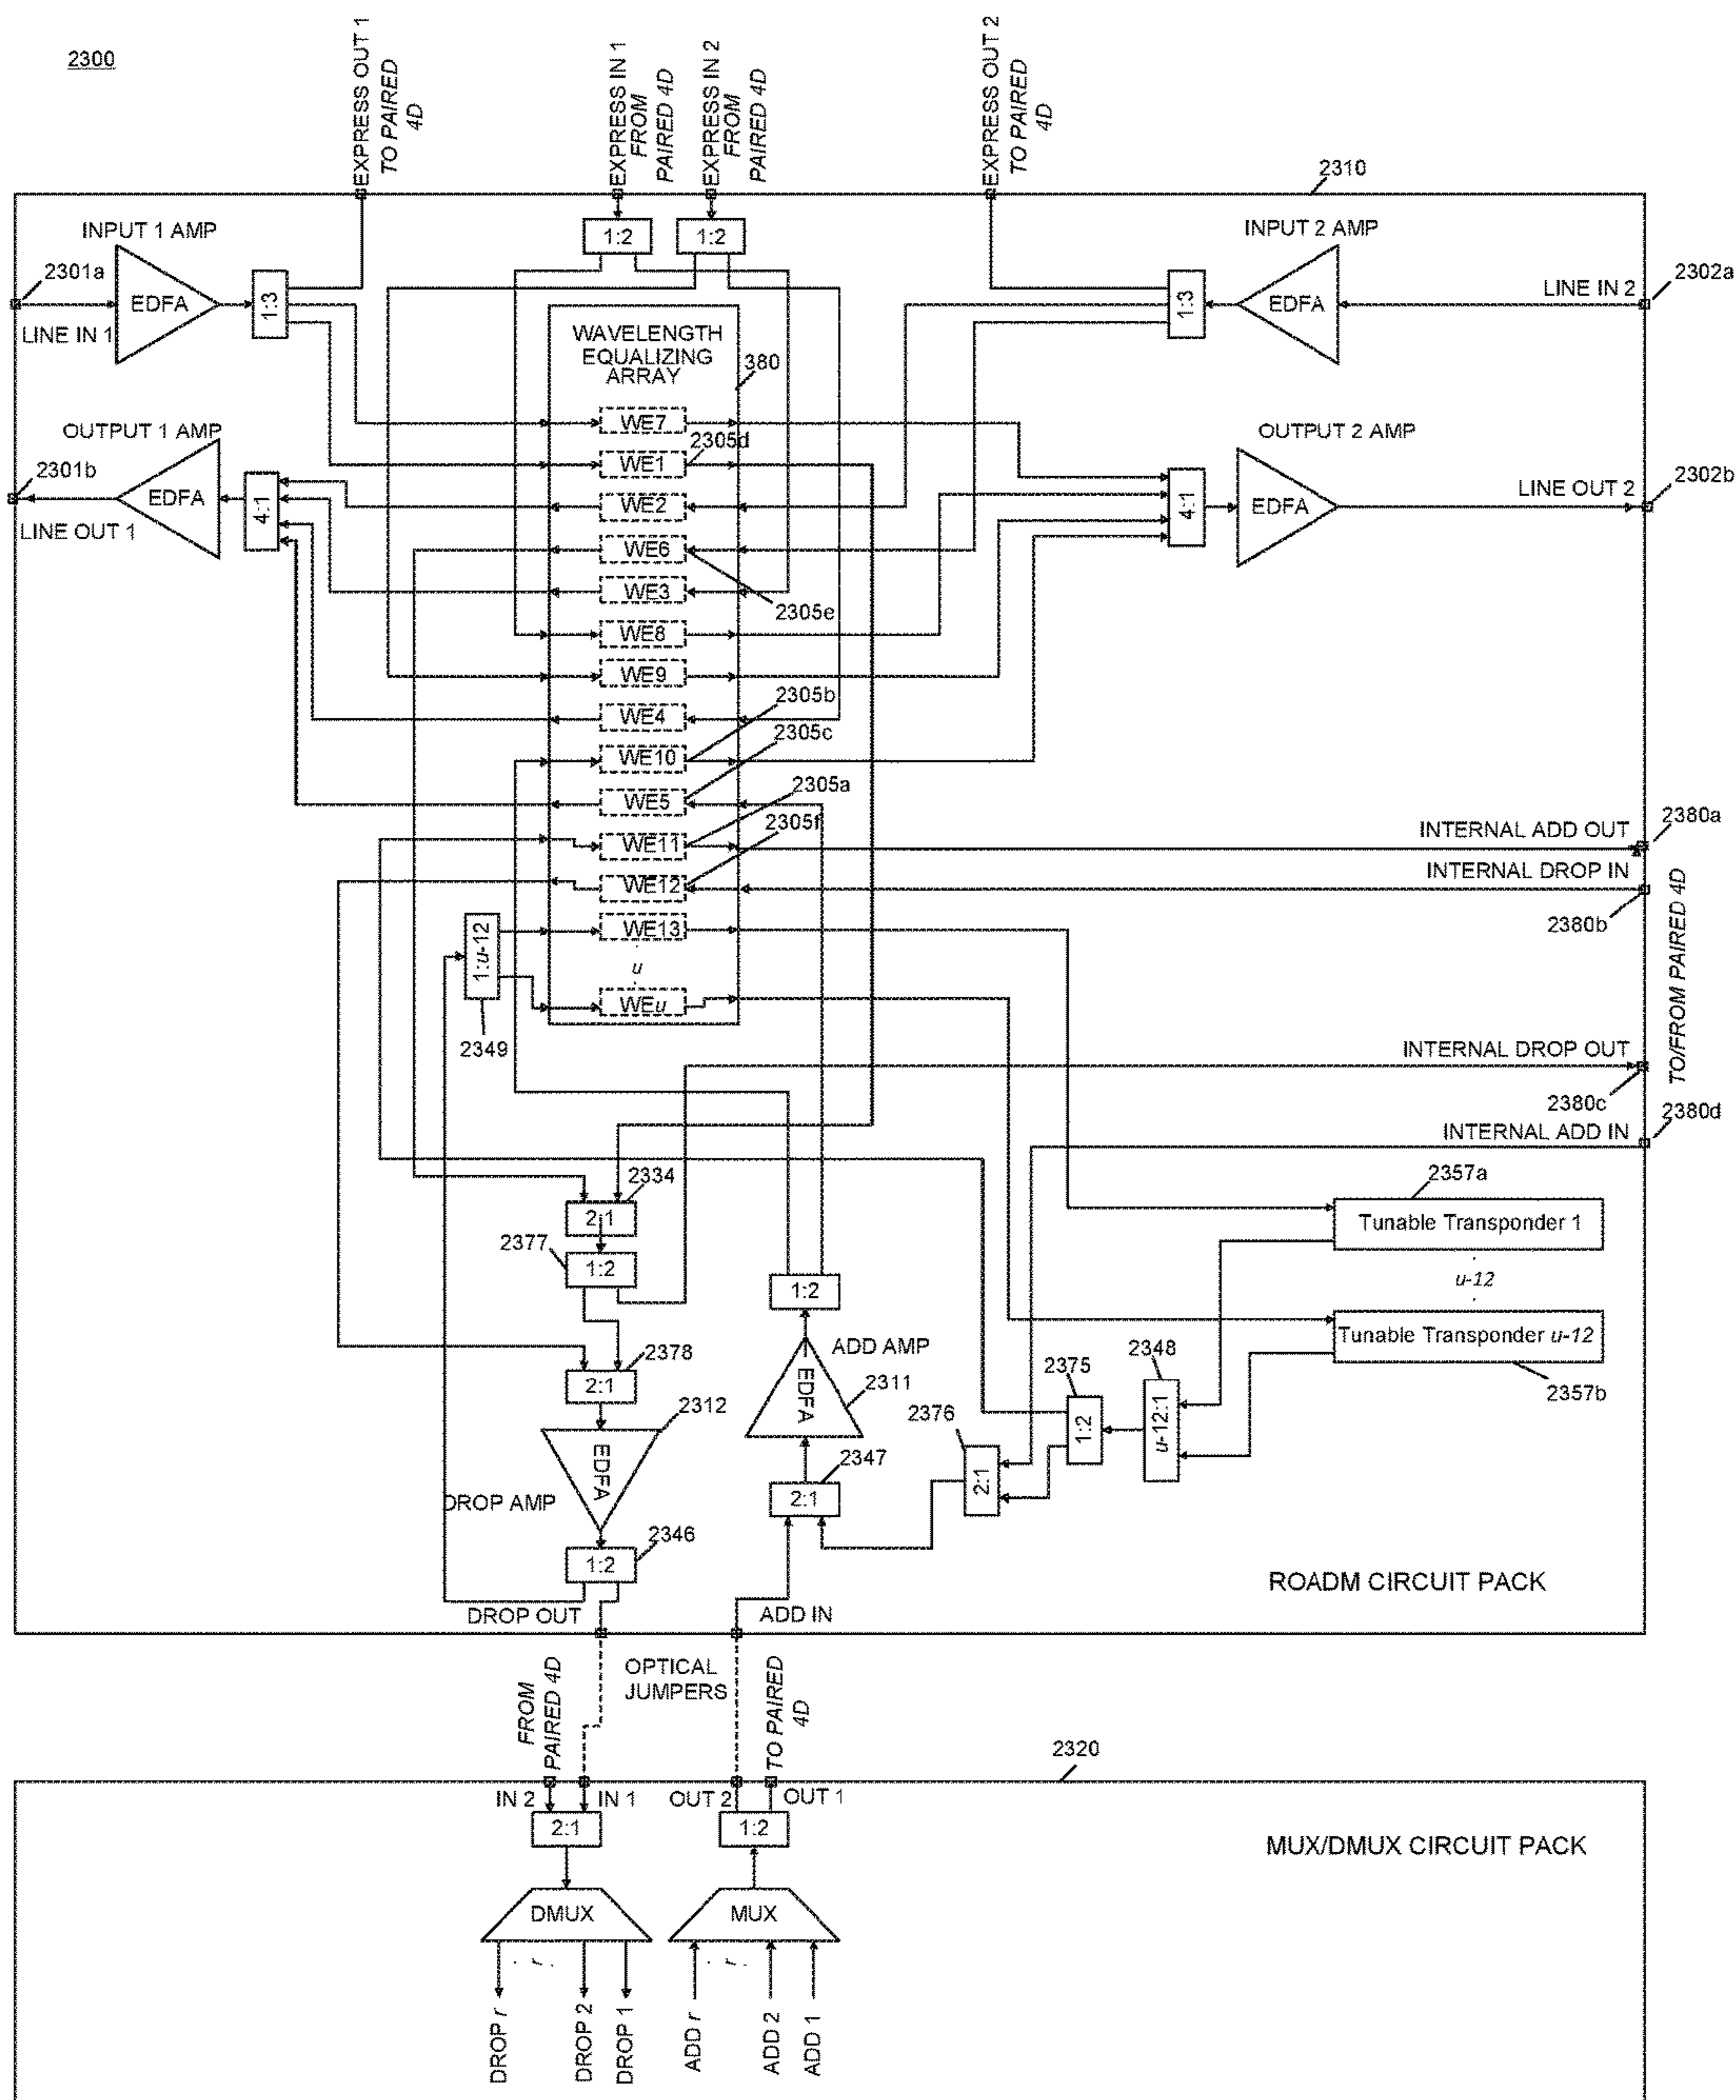 2300
EXPRESS OUT 1
TO PAIRED
4D
EXPRESS IN 1
FROM
PAIRED 4D
EXPRESS IN 2
FROM
PAIRED 4D
EXPRESS OUT 2
TO PAIRED
4D
2310
INPUT 1 AMP
1:2
1:2
INPUT 2 AMP
2301a
EDFA
1:3
1:3
EDFA
LINE IN 2
2302a
LINE IN 1
WAVELENGTH
EQUALIZING
ARRAY
380
OUTPUT 1 AMP
WE7
OUTPUT 2 AMP
2305d
2301b
WE1
EDFA
4:1
WE2
4:1
EDFA
LINE OUT 2
2302b
LINE OUT 1
WE6
WE3
2305e
WE8
WE9
2305b
WE4
2305c
WE10
2305a
WE5
2305f
2380a
WE11
INTERNAL ADD OUT
WE12
INTERNAL DROP IN
2380b
WE13
1:u-12
u
WEu
2349
TO/FROM PAIRED 4D
INTERNAL DROP OUT
2380c
2380d
INTERNAL ADD IN
2334
2357a
2:1
Tunable Transponder 1
2377
1:2
u-12
1:2
Tunable Transponder u-12
ADD AMP
2348
2378
2375
2357b
2:1
EDFA
2311
2376
2312
1:2
u-12:1
EDFA
2347
2:1
DROP AMP
2:1
2346
1:2
ROADM CIRCUIT PACK
DROP OUT
ADD IN
FROM
PAIRED 4D
OPTICAL
JUMPERS
TO PAIRED
4D
2320
IN 2
IN 1
OUT 2
OUT 1
2:1
1:2
MUX/DMUX CIRCUIT PACK
DMUX
MUX
r
r
DROP r
DROP 2
DROP 1
ADD r
ADD 2
ADD 1